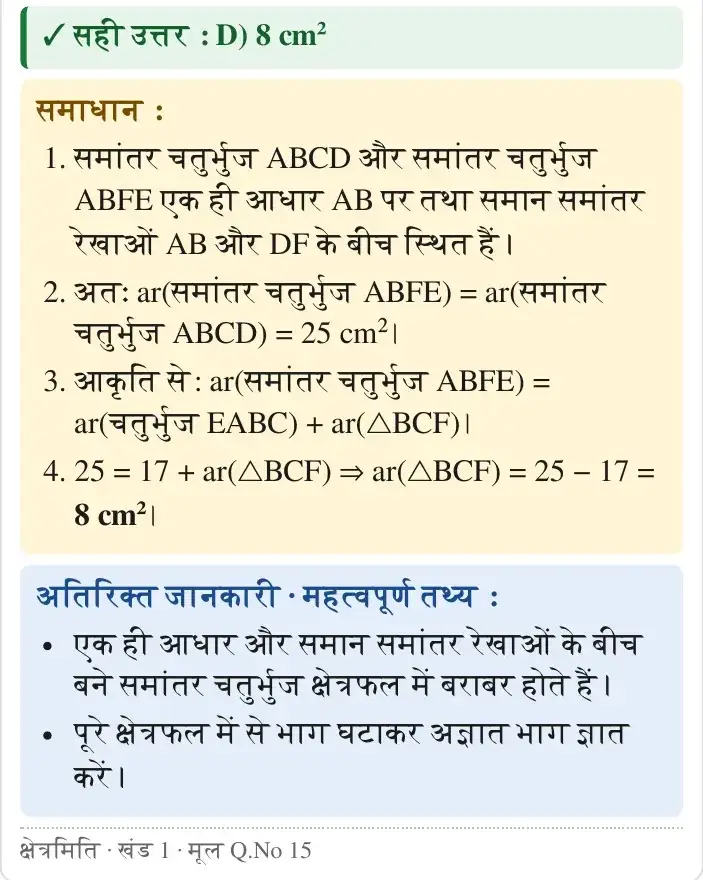 ✓ सही उत्तर : D) 8 cm²
समाधान :
1. समांतर चतुर्भुज ABCD और समांतर चतुर्भुज
ABFE एक ही आधार AB पर तथा समान समांतर
रेखाओं AB और DF के बीच स्थित हैं।
2. अतः ar(समांतर चतुर्भुज ABFE) = ar(समांतर
चतुर्भुज ABCD) = 25 cm²।
3. आकृति से: ar(समांतर चतुर्भुज ABFE) =
ar(चतुर्भुज EABC) + ar(△BCF)।
4. 25 = 17 + ar(△BCF) ⇒ ar(△BCF) = 25 − 17 =
8 cm²।
अतिरिक्त जानकारी · महत्वपूर्ण तथ्य :
• एक ही आधार और समान समांतर रेखाओं के बीच
बने समांतर चतुर्भुज क्षेत्रफल में बराबर होते हैं।
• पूरे क्षेत्रफल में से भाग घटाकर अज्ञात भाग ज्ञात
करें।
क्षेत्रमिति · खंड 1 · मूल Q.No 15